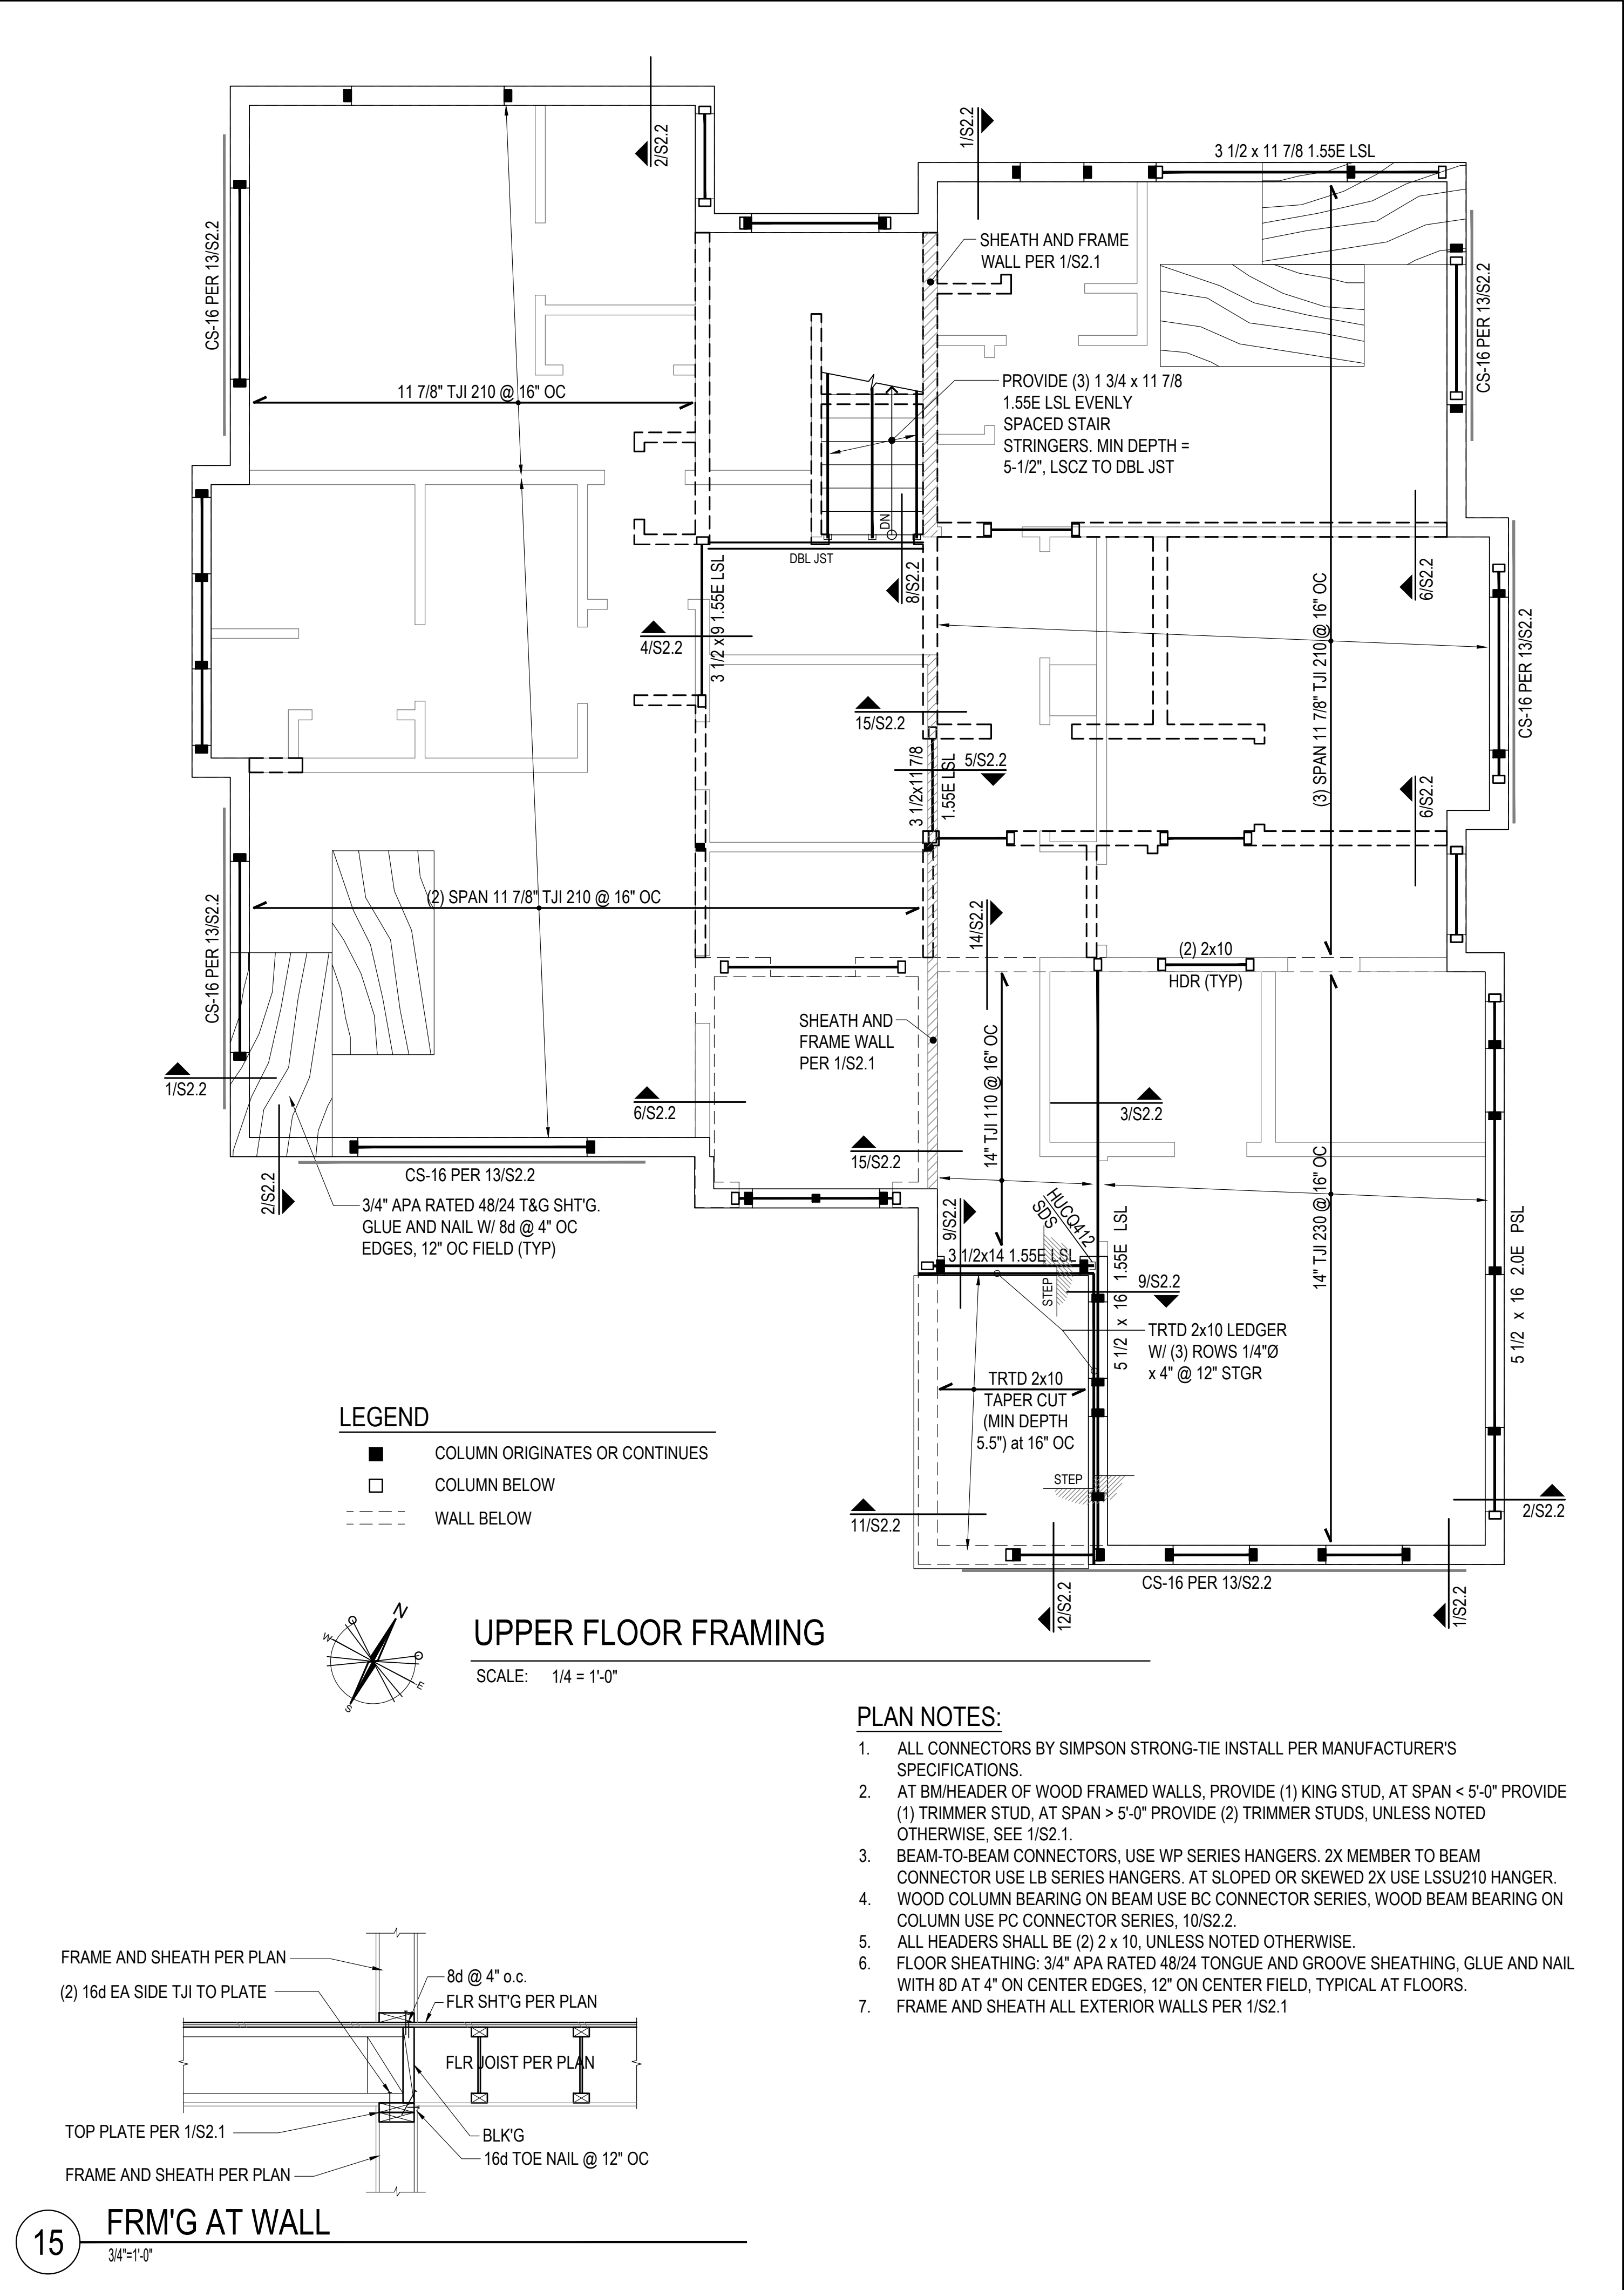 2/S2.2
1/S2.2
3 1/2 x 11 7/8 1.55E LSL
CS-16 PER 13/S2.2
SHEATH AND FRAME
WALL PER 1/S2.1
CS-16 PER 13/S2.2
11 7/8" TJI 210 @ 16" OC
PROVIDE (3) 1 3/4 x 11 7/8
1.55E LSL EVENLY
SPACED STAIR
STRINGERS. MIN DEPTH =
5-1/2", LSCZ TO DBL JST
DN
DBL JST
8/S2.2
6/S2.2
3 1/2 x 9 1.55E LSL
4/S2.2
(3) SPAN 11 7/8" TJI 210 @ 16" OC
CS-16 PER 13/S2.2
15/S2.2
3 1/2x11 7/8
1.55E LSL
5/S2.2
6/S2.2
(2) SPAN 11 7/8" TJI 210 @ 16" OC
CS-16 PER 13/S2.2
14/S2.2
(2) 2x10
HDR (TYP)
SHEATH AND
FRAME WALL
PER 1/S2.1
14" TJI 110 @ 16" OC
1/S2.2
6/S2.2
3/S2.2
15/S2.2
CS-16 PER 13/S2.2
2/S2.2
3/4" APA RATED 48/24 T&G SHT'G.
GLUE AND NAIL W/ 8d @ 4" OC
EDGES, 12" OC FIELD (TYP)
9/S2.2
HUCQ412
SDS
3 1/2x14 1.55E LSL
STEP
9/S2.2
5 1/2 x 16 1.55E LSL
14" TJI 230 @ 16" OC
5 1/2 x 16 2.0E PSL
TRTD 2x10 LEDGER
W/ (3) ROWS 1/4"Ø
x 4" @ 12" STGR
TRTD 2x10
TAPER CUT
(MIN DEPTH
5.5") at 16" OC
STEP
11/S2.2
2/S2.2
12/S2.2
CS-16 PER 13/S2.2
1/S2.2
LEGEND
COLUMN ORIGINATES OR CONTINUES
COLUMN BELOW
WALL BELOW
N
W
E
S
UPPER FLOOR FRAMING
SCALE: 1/4 = 1'-0"
PLAN NOTES:
1. ALL CONNECTORS BY SIMPSON STRONG-TIE INSTALL PER MANUFACTURER'S
SPECIFICATIONS.
2. AT BM/HEADER OF WOOD FRAMED WALLS, PROVIDE (1) KING STUD, AT SPAN < 5'-0" PROVIDE
(1) TRIMMER STUD, AT SPAN > 5'-0" PROVIDE (2) TRIMMER STUDS, UNLESS NOTED
OTHERWISE, SEE 1/S2.1.
3. BEAM-TO-BEAM CONNECTORS, USE WP SERIES HANGERS. 2X MEMBER TO BEAM
CONNECTOR USE LB SERIES HANGERS. AT SLOPED OR SKEWED 2X USE LSSU210 HANGER.
4. WOOD COLUMN BEARING ON BEAM USE BC CONNECTOR SERIES, WOOD BEAM BEARING ON
COLUMN USE PC CONNECTOR SERIES, 10/S2.2.
5. ALL HEADERS SHALL BE (2) 2 x 10, UNLESS NOTED OTHERWISE.
6. FLOOR SHEATHING: 3/4" APA RATED 48/24 TONGUE AND GROOVE SHEATHING, GLUE AND NAIL
WITH 8D AT 4" ON CENTER EDGES, 12" ON CENTER FIELD, TYPICAL AT FLOORS.
7. FRAME AND SHEATH ALL EXTERIOR WALLS PER 1/S2.1
FRAME AND SHEATH PER PLAN
(2) 16d EA SIDE TJI TO PLATE
8d @ 4" o.c.
FLR SHT'G PER PLAN
FLR JOIST PER PLAN
TOP PLATE PER 1/S2.1
BLK'G
16d TOE NAIL @ 12" OC
FRAME AND SHEATH PER PLAN
15
FRM'G AT WALL
3/4"=1'-0"